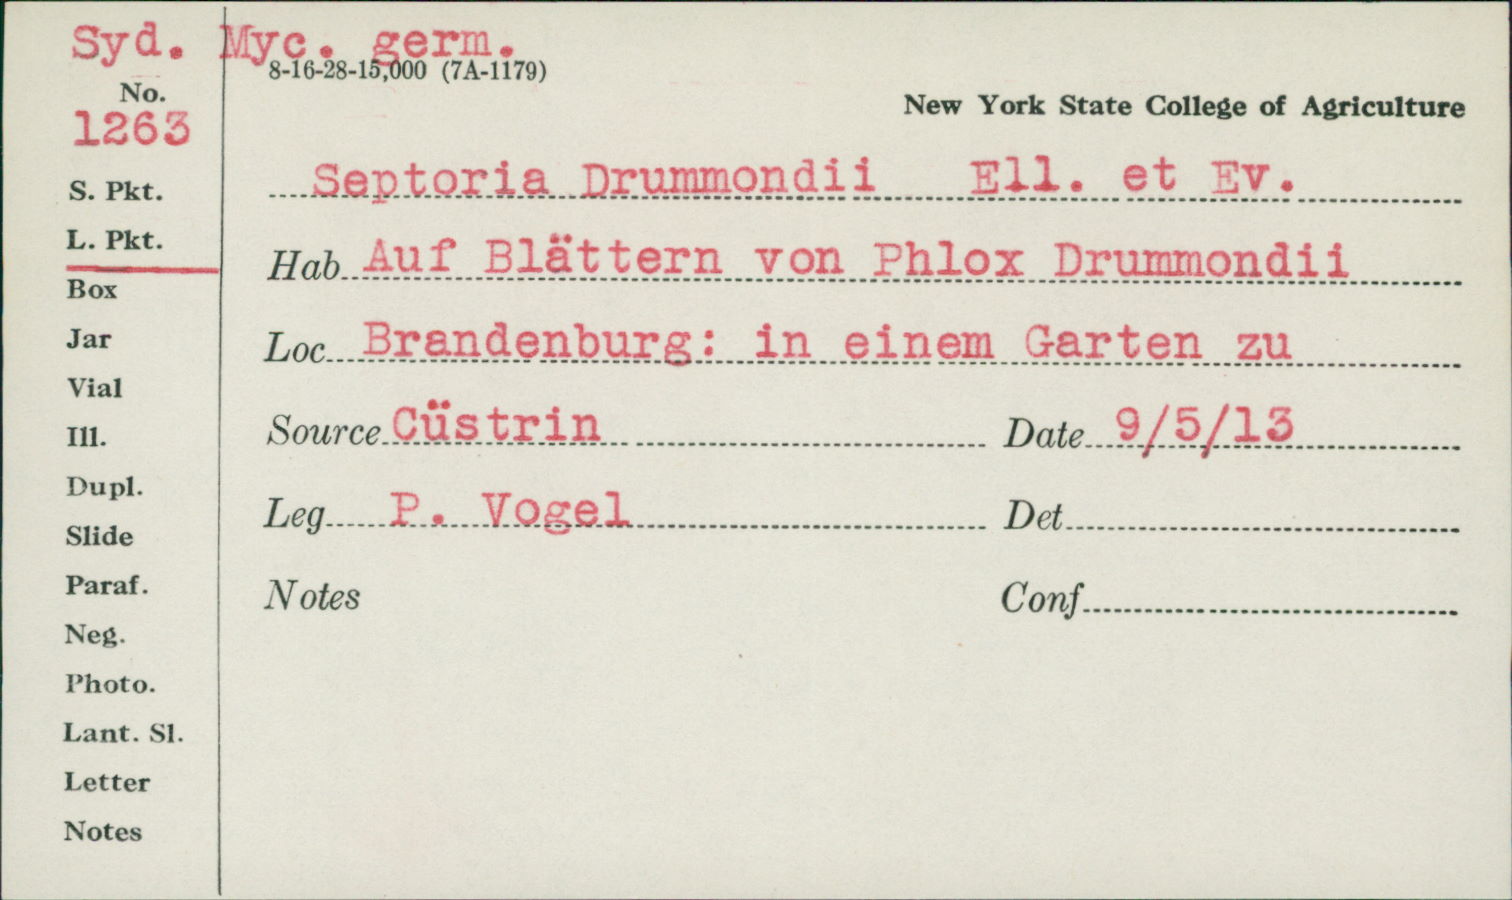 Syd. Myc. germ.
8-16-28-15,000 (7A-1179)
No.
1263
New York State College of Agriculture
S. Pkt.
Septoria Drummondii Ell. et Ev.
L. Pkt.
Hab Auf Blättern von Phlox Drummondii
Box
Jar
Loc Brandenburg: in einem Garten zu
Vial
Ill.
Source Cüstrin Date 9/5/13
Dupl.
Leg P. Vogel Det
Slide
Paraf.
Notes Conf
Neg.
Photo.
Lant. Sl.
Letter
Notes